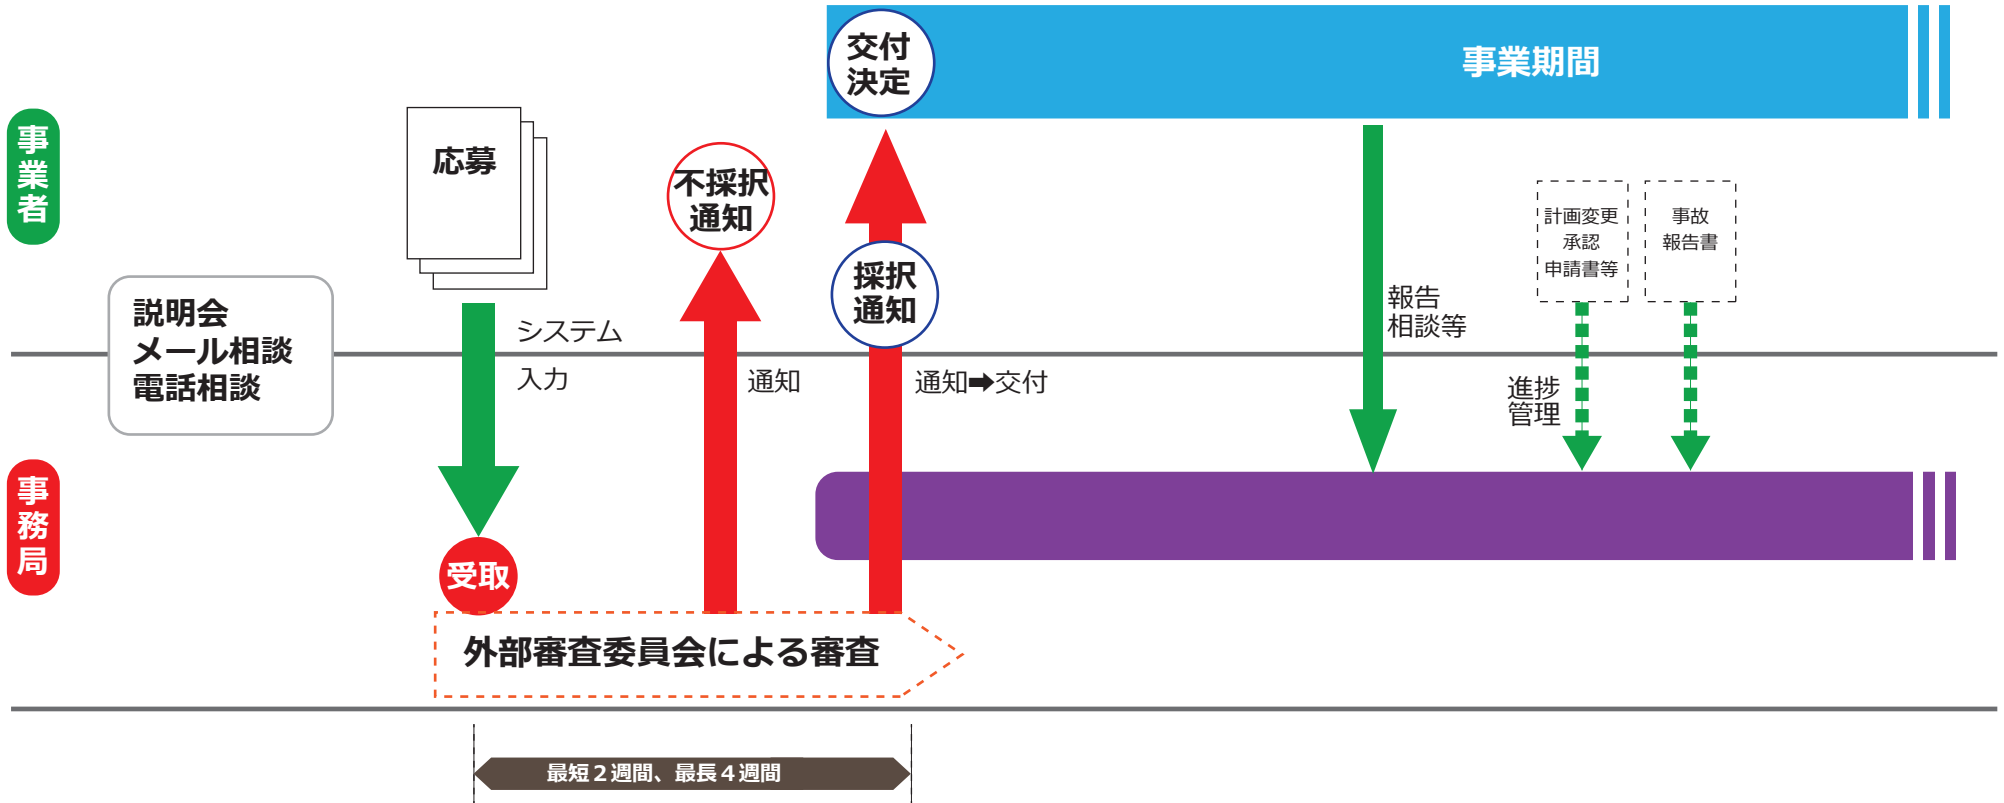 交付
決定
事業期間
事業者
応募
不採択
通知
採択
通知
計画変更
承認
申請書等
事故
報告書
説明会
メール相談
電話相談
システム
入力
通知
通知➡交付
報告
相談等
進捗
管理
事務局
受取
外部審査委員会による審査
最短２週間、最長４週間